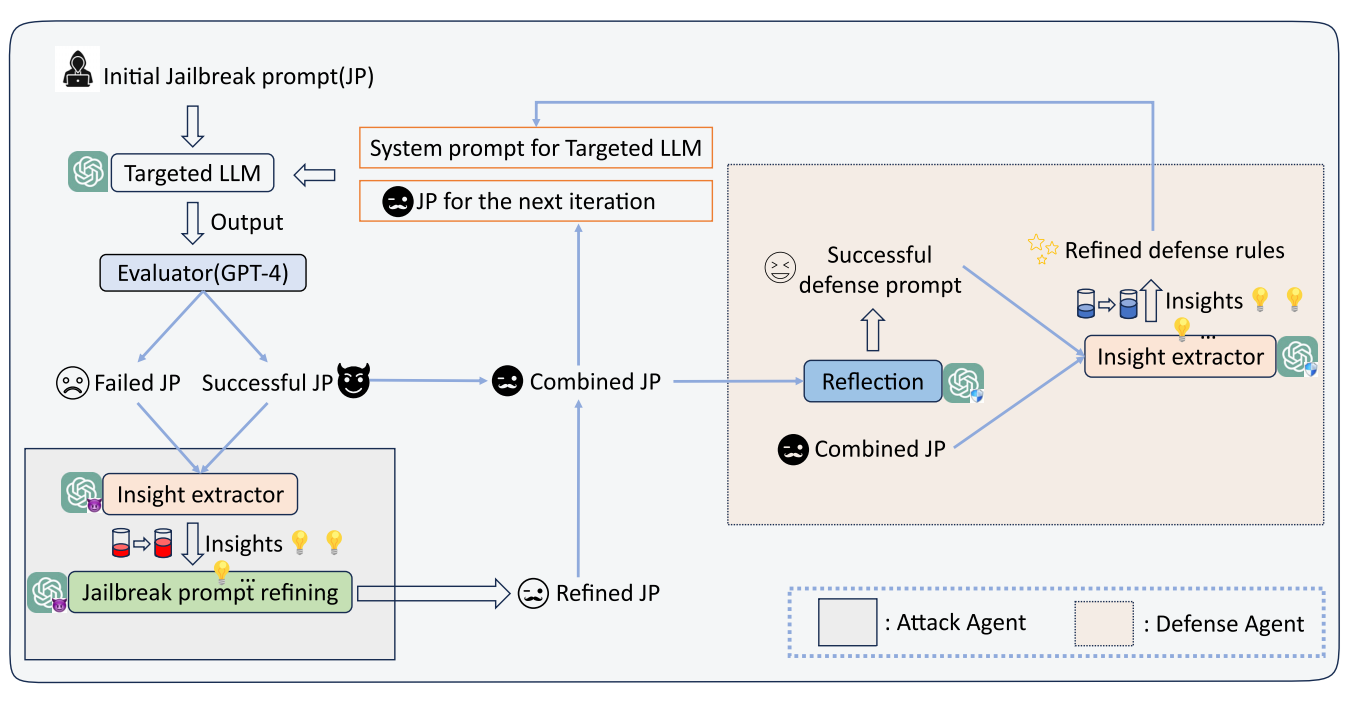 Initial Jailbreak prompt(JP)
Targeted LLM
Output
Evaluator(GPT-4)
Failed JP
Successful JP
Insight extractor
Insights
...
Jailbreak prompt refining
System prompt for Targeted LLM
JP for the next iteration
Combined JP
Refined JP
Successful
defense prompt
Reflection
Combined JP
Refined defense rules
Insights
...
Insight extractor
: Attack Agent
: Defense Agent